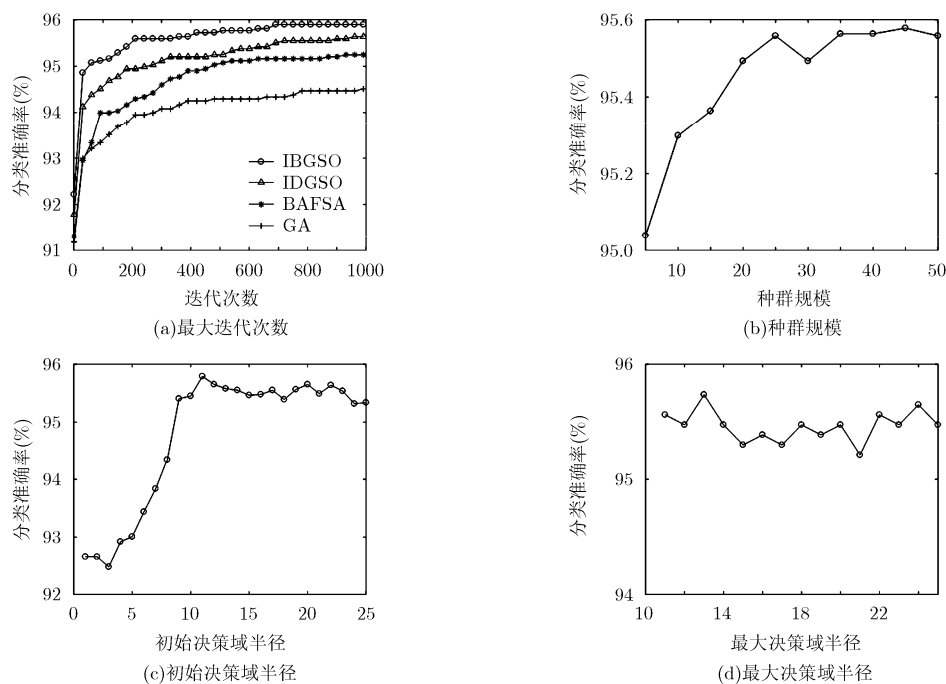 96
95
94
93
92
91
分类准确率(%)
IBGSO
IDGSO
BAFSA
GA
0 200 400 600 800 1000
迭代次数
(a)最大迭代次数
95.6
95.4
95.2
95.0
分类准确率(%)
10 20 30 40 50
种群规模
(b)种群规模
96
95
94
93
92
分类准确率(%)
0 5 10 15 20 25
初始决策域半径
(c)初始决策域半径
96
95
94
分类准确率(%)
10 14 18 22
最大决策域半径
(d)最大决策域半径